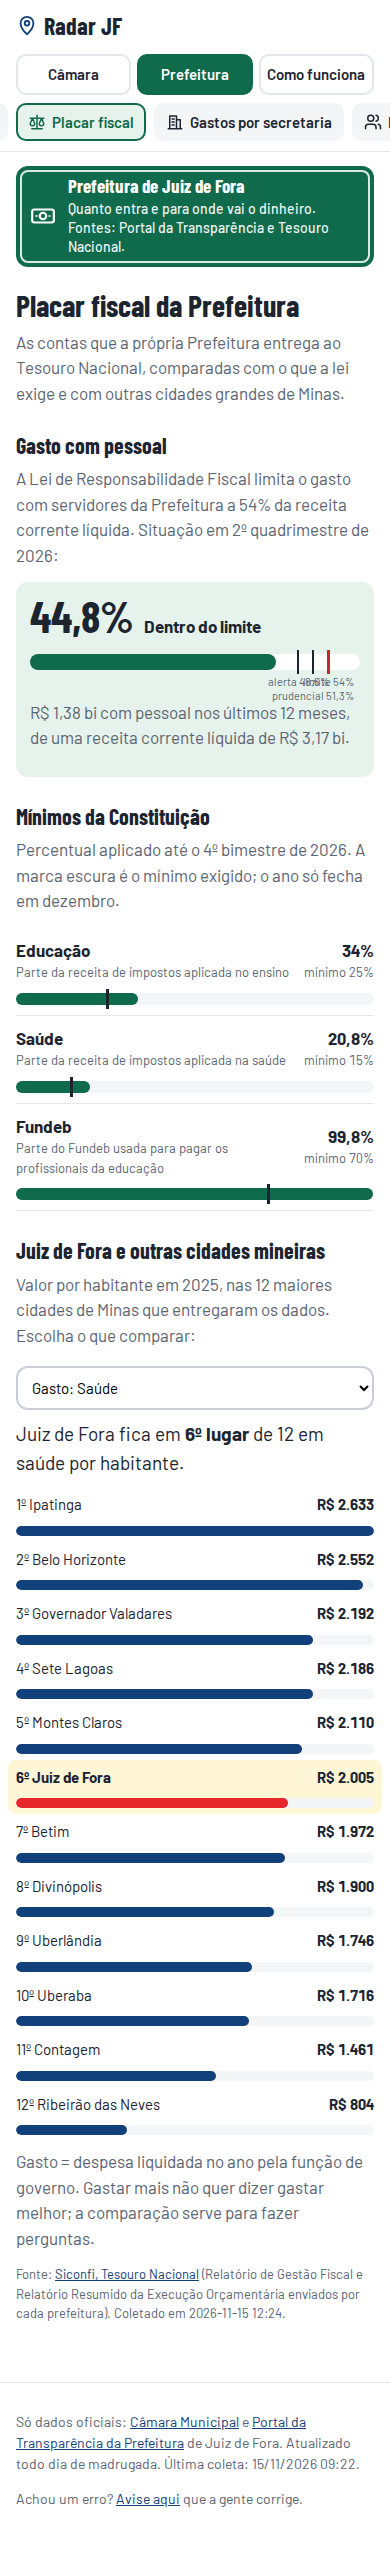 Radar JF
Câmara
Prefeitura
Como funciona
Placar fiscal
Gastos por secretaria
Prefeitura de Juiz de Fora
Quanto entra e para onde vai o dinheiro.
Fontes: Portal da Transparência e Tesouro
Nacional.
Placar fiscal da Prefeitura
As contas que a própria Prefeitura entrega ao
Tesouro Nacional, comparadas com o que a lei
exige e com outras cidades grandes de Minas.
Gasto com pessoal
A Lei de Responsabilidade Fiscal limita o gasto
com servidores da Prefeitura a 54% da receita
corrente líquida. Situação em 2º quadrimestre de
2026:
44,8% Dentro do limite
alerta 48,6% limite 54%
prudencial 51,3%
R$ 1,38 bi com pessoal nos últimos 12 meses,
de uma receita corrente líquida de R$ 3,17 bi.
Mínimos da Constituição
Percentual aplicado até o 4º bimestre de 2026. A
marca escura é o mínimo exigido; o ano só fecha
em dezembro.
Educação 34%
Parte da receita de impostos aplicada no ensino mínimo 25%
Saúde 20,8%
Parte da receita de impostos aplicada na saúde mínimo 15%
Fundeb 99,8%
Parte do Fundeb usada para pagar os mínimo 70%
profissionais da educação
Juiz de Fora e outras cidades mineiras
Valor por habitante em 2025, nas 12 maiores
cidades de Minas que entregaram os dados.
Escolha o que comparar:
Gasto: Saúde
Juiz de Fora fica em 6º lugar de 12 em
saúde por habitante.
1º Ipatinga R$ 2.633
2º Belo Horizonte R$ 2.552
3º Governador Valadares R$ 2.192
4º Sete Lagoas R$ 2.186
5º Montes Claros R$ 2.110
6º Juiz de Fora R$ 2.005
7º Betim R$ 1.972
8º Divinópolis R$ 1.900
9º Uberlândia R$ 1.746
10º Uberaba R$ 1.716
11º Contagem R$ 1.461
12º Ribeirão das Neves R$ 804
Gasto = despesa liquidada no ano pela função de
governo. Gastar mais não quer dizer gastar
melhor; a comparação serve para fazer
perguntas.
Fonte: Siconfi, Tesouro Nacional (Relatório de Gestão Fiscal e
Relatório Resumido da Execução Orçamentária enviados por
cada prefeitura). Coletado em 2026-11-15 12:24.
Só dados oficiais: Câmara Municipal e Portal da
Transparência da Prefeitura de Juiz de Fora. Atualizado
todo dia de madrugada. Última coleta: 15/11/2026 09:22.
Achou um erro? Avise aqui que a gente corrige.